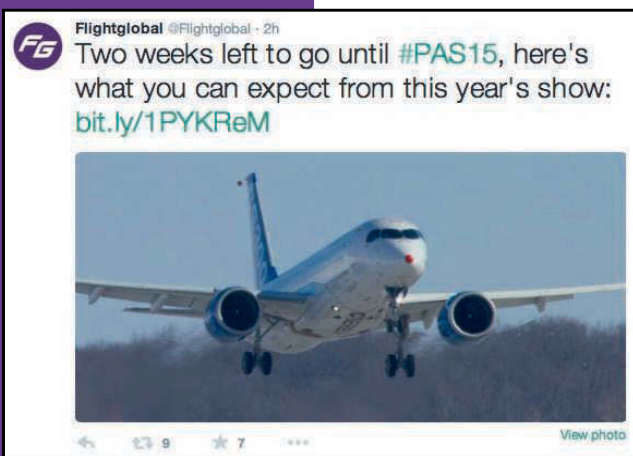 FG
Flightglobal @Flightglobal · 2h
Two weeks left to go until #PAS15, here's
what you can expect from this year's show:
bit.ly/1PYKReM
9 7
View photo